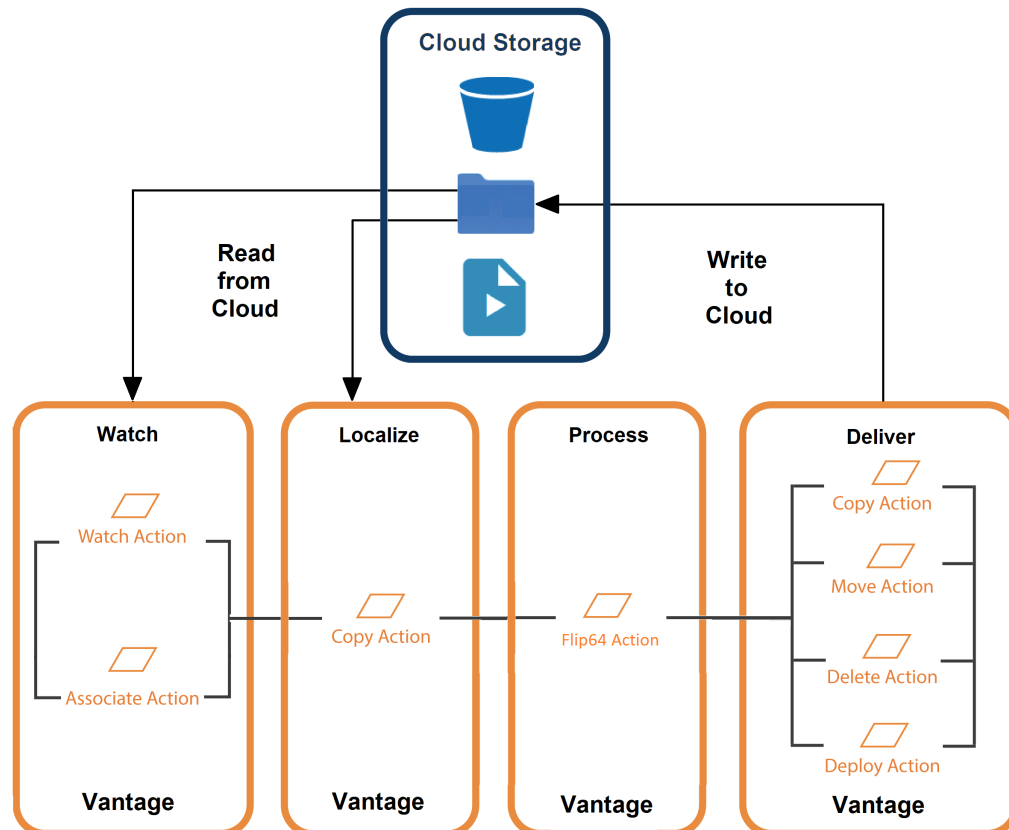 Cloud Storage
Read
from
Cloud
Write
to
Cloud
Watch
Watch Action
Associate Action
Vantage
Localize
Copy Action
Vantage
Process
Flip64 Action
Vantage
Deliver
Copy Action
Move Action
Delete Action
Deploy Action
Vantage